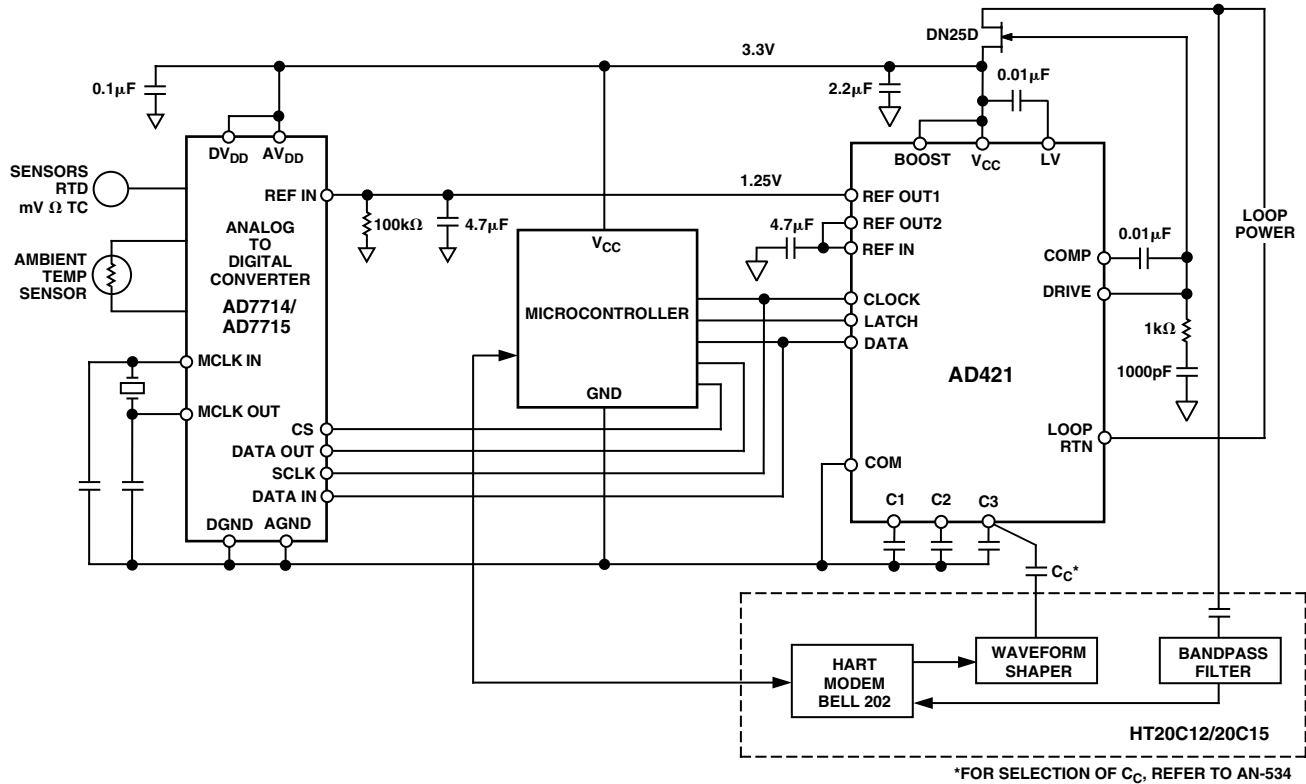 DN25D
3.3V
0.1μF
2.2μF
0.01μF
DVDD
AVDD
BOOST
VCC
LV
SENSORS
RTD
mV Ω TC
REF IN
1.25V
REF OUT1
100kΩ
4.7μF
ANALOG
TO
DIGITAL
CONVERTER
AD7714/
AD7715
AMBIENT
TEMP
SENSOR
VCC
MICROCONTROLLER
GND
4.7μF
REF OUT2
REF IN
CLOCK
LATCH
DATA
AD421
COMP
0.01μF
DRIVE
1kΩ
1000pF
LOOP
POWER
LOOP
RTN
MCLK IN
MCLK OUT
CS
DATA OUT
SCLK
DATA IN
DGND
AGND
COM
C1
C2
C3
CC*
HART
MODEM
BELL 202
WAVEFORM
SHAPER
BANDPASS
FILTER
HT20C12/20C15
*FOR SELECTION OF CC, REFER TO AN-534